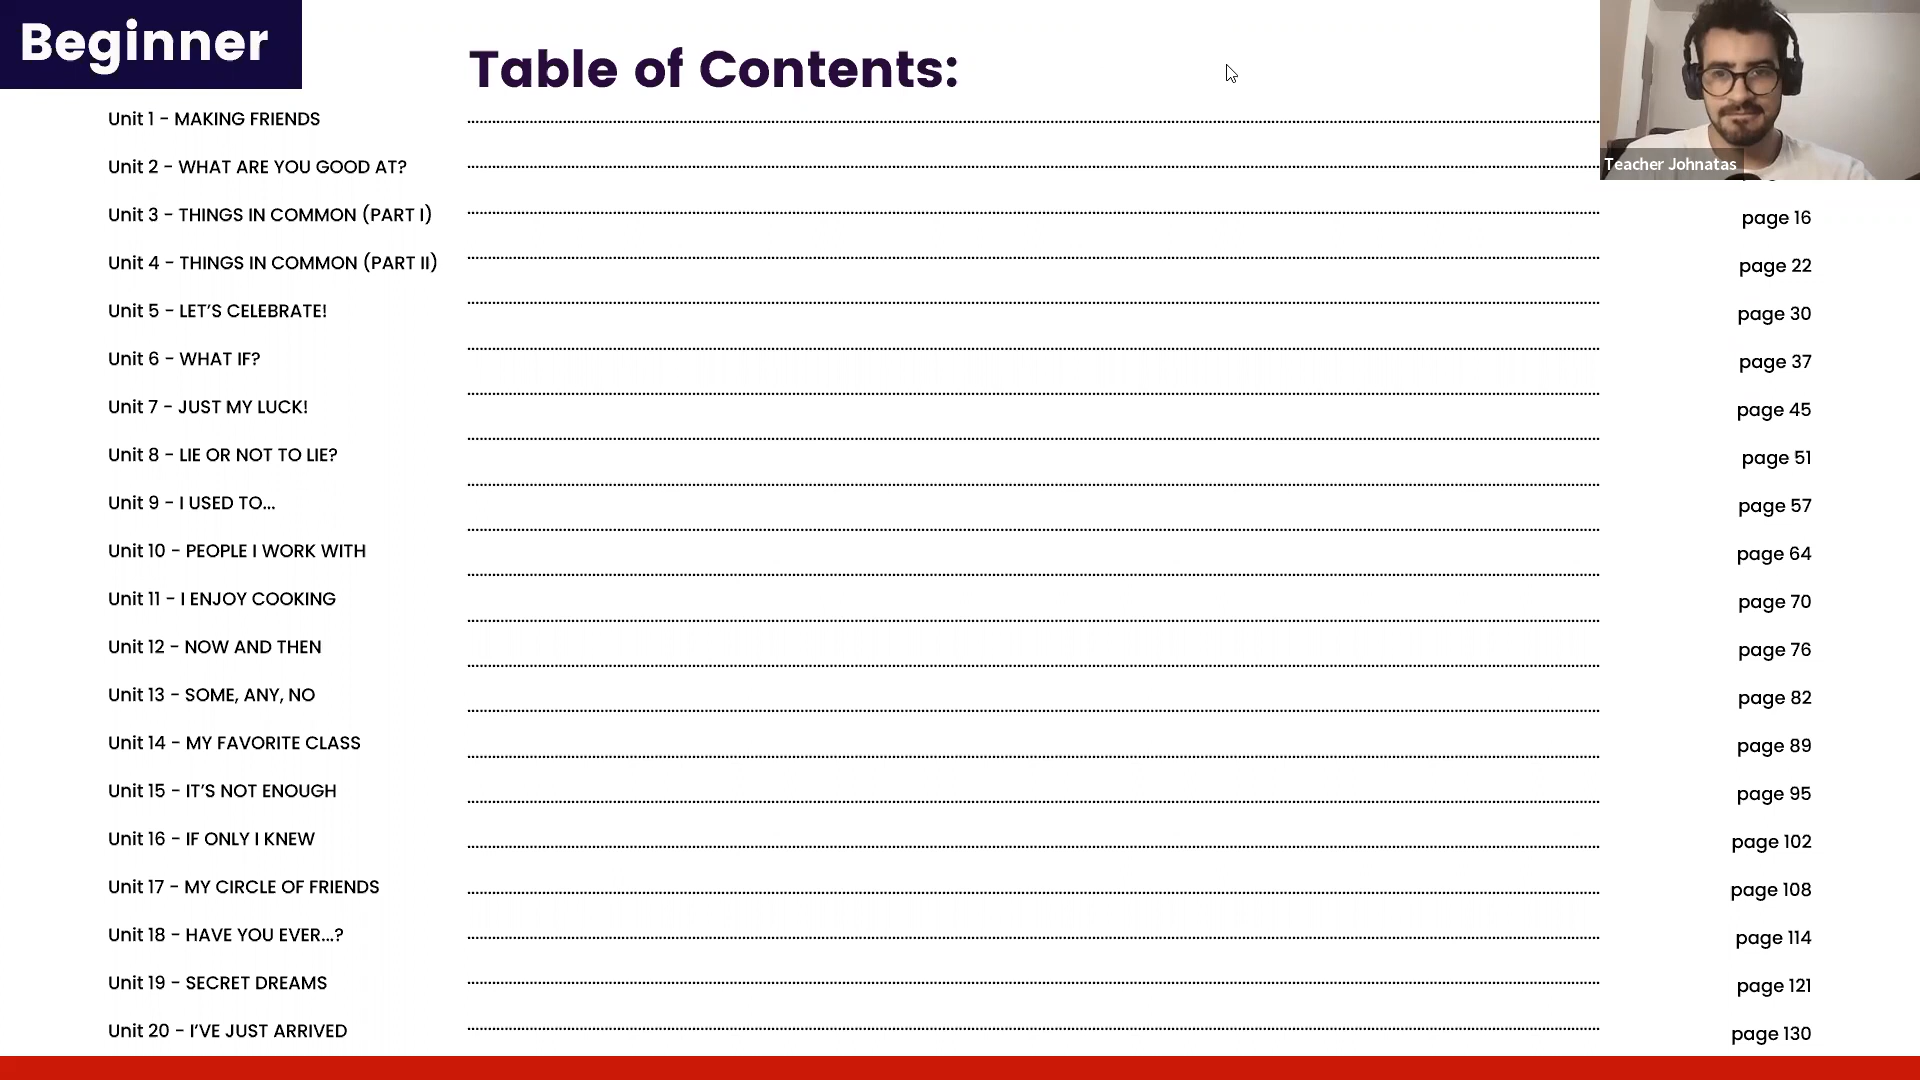 Beginner
Table of Contents:
Teacher Johnatas
Unit 1 - MAKING FRIENDS
Unit 2 - WHAT ARE YOU GOOD AT?
Unit 3 - THINGS IN COMMON (PART I) page 16
Unit 4 - THINGS IN COMMON (PART II) page 22
Unit 5 - LET'S CELEBRATE! page 30
Unit 6 - WHAT IF? page 37
Unit 7 - JUST MY LUCK! page 45
Unit 8 - LIE OR NOT TO LIE? page 51
Unit 9 - I USED TO... page 57
Unit 10 - PEOPLE I WORK WITH page 64
Unit 11 - I ENJOY COOKING page 70
Unit 12 - NOW AND THEN page 76
Unit 13 - SOME, ANY, NO page 82
Unit 14 - MY FAVORITE CLASS page 89
Unit 15 - IT'S NOT ENOUGH page 95
Unit 16 - IF ONLY I KNEW page 102
Unit 17 - MY CIRCLE OF FRIENDS page 108
Unit 18 - HAVE YOU EVER...? page 114
Unit 19 - SECRET DREAMS page 121
Unit 20 - I'VE JUST ARRIVED page 130